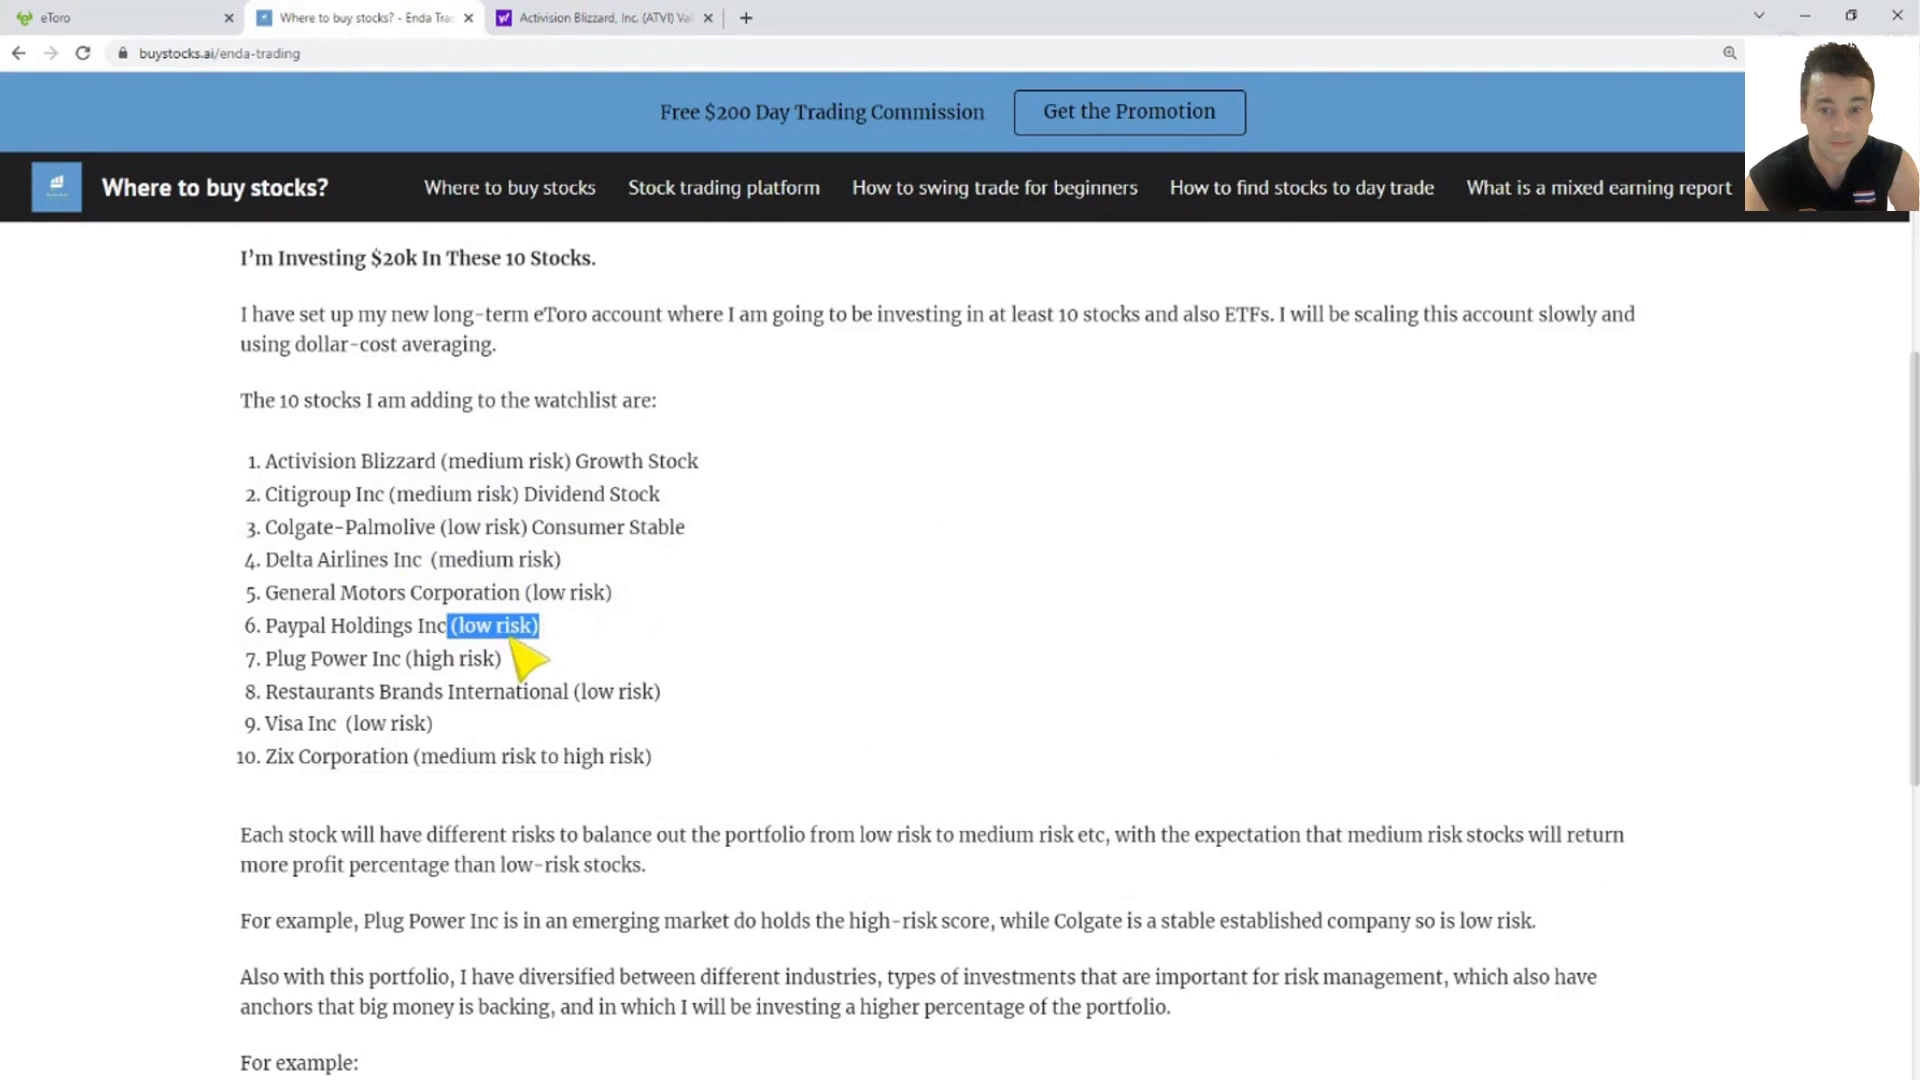 eToro
Where to buy stocks? - Enda Tra
Activision Blizzard, Inc. (ATVI) Val
buystocks.ai/enda-trading
Free $200 Day Trading Commission
Get the Promotion
Where to buy stocks?
Where to buy stocks
Stock trading platform
How to swing trade for beginners
How to find stocks to day trade
What is a mixed earning report
I'm Investing $20k In These 10 Stocks.
I have set up my new long-term eToro account where I am going to be investing in at least 10 stocks and also ETFs. I will be scaling this account slowly and
using dollar-cost averaging.
The 10 stocks I am adding to the watchlist are:
1. Activision Blizzard (medium risk) Growth Stock
2. Citigroup Inc (medium risk) Dividend Stock
3. Colgate-Palmolive (low risk) Consumer Stable
4. Delta Airlines Inc (medium risk)
5. General Motors Corporation (low risk)
6. Paypal Holdings Inc (low risk)
7. Plug Power Inc (high risk)
8. Restaurants Brands International (low risk)
9. Visa Inc (low risk)
10. Zix Corporation (medium risk to high risk)
Each stock will have different risks to balance out the portfolio from low risk to medium risk etc, with the expectation that medium risk stocks will return
more profit percentage than low-risk stocks.
For example, Plug Power Inc is in an emerging market do holds the high-risk score, while Colgate is a stable established company so is low risk.
Also with this portfolio, I have diversified between different industries, types of investments that are important for risk management, which also have
anchors that big money is backing, and in which I will be investing a higher percentage of the portfolio.
For example: